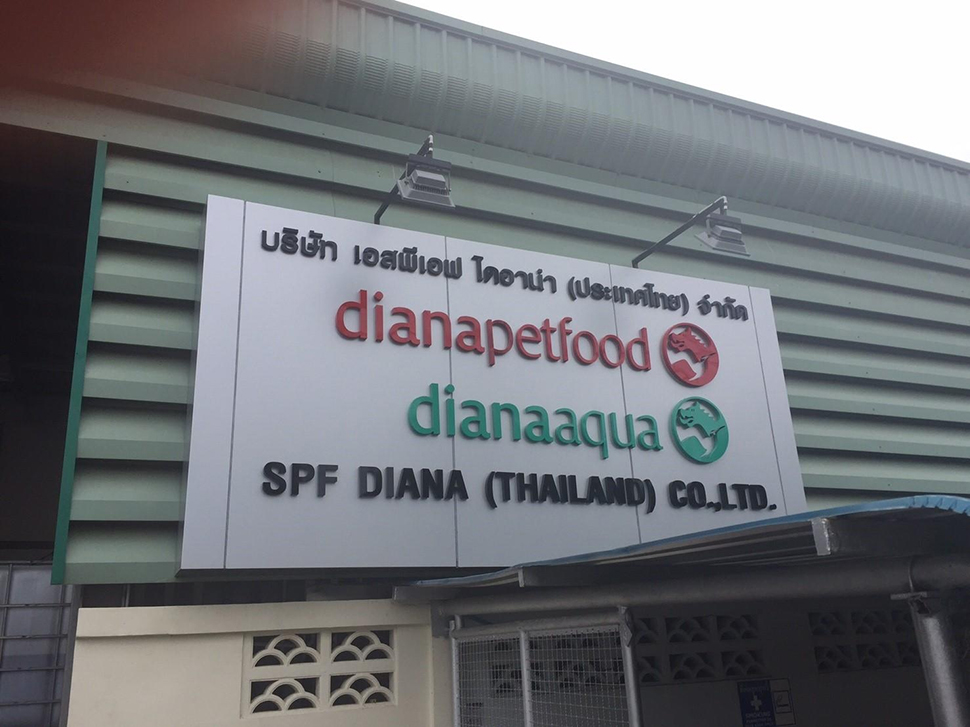 บริษัท เอสพีเอฟ ไดอาน่า (ประเทศไทย) จำกัด
dianapetfood
dianaaqua
SPF DIANA (THAILAND) CO.,LTD.